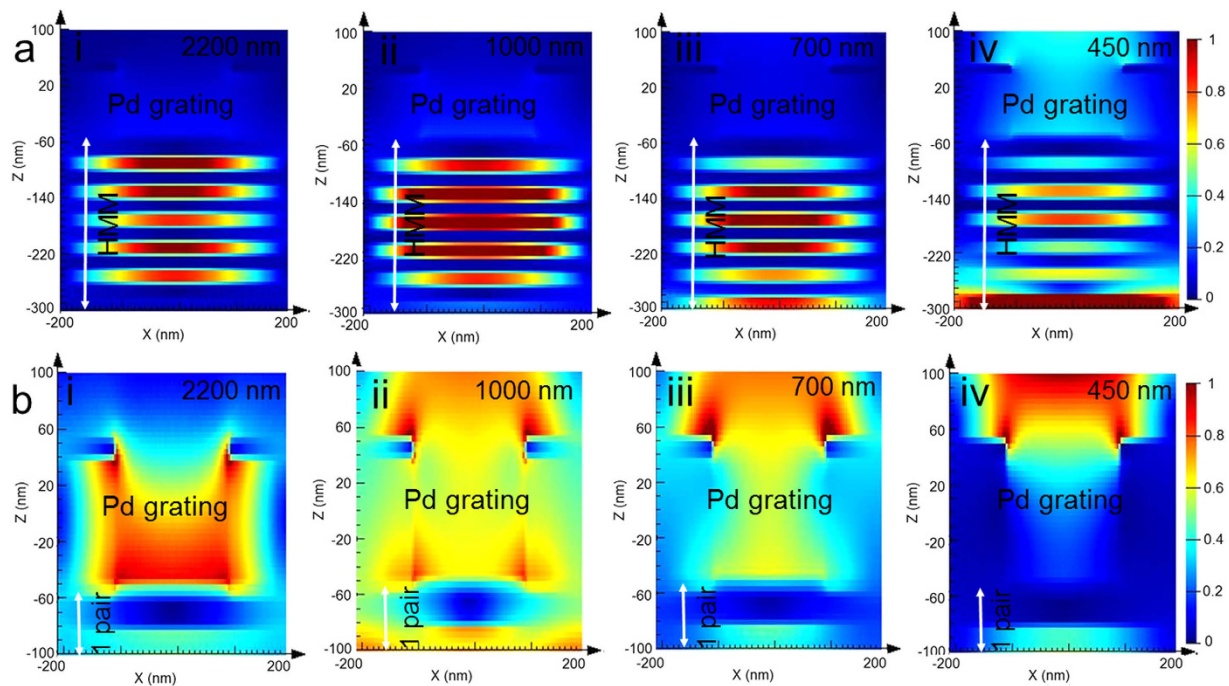 a
i
2200 nm
100
20
-60
-140
-220
-300
Z (nm)
Pd grating
HMM
-200
200
X (nm)
ii
1000 nm
100
20
-60
-140
-220
-300
Z (nm)
Pd grating
HMM
-200
200
X (nm)
iii
700 nm
100
20
-60
-140
-220
-300
Z (nm)
Pd grating
HMM
-200
200
X (nm)
iv
450 nm
100
20
-60
-140
-220
-300
Z (nm)
Pd grating
HMM
-200
200
X (nm)
1
0.8
0.6
0.4
0.2
0
b
i
2200 nm
100
60
20
-20
-60
-100
Z (nm)
Pd grating
1 pair
-200
200
X (nm)
ii
1000 nm
100
60
20
-20
-60
-100
Z (nm)
Pd grating
1 pair
-200
200
X (nm)
iii
700 nm
100
60
20
-20
-60
-100
Z (nm)
Pd grating
1 pair
-200
200
X (nm)
iv
450 nm
100
60
20
-20
-60
-100
Z (nm)
Pd grating
1 pair
-200
200
X (nm)
1
0.8
0.6
0.4
0.2
0